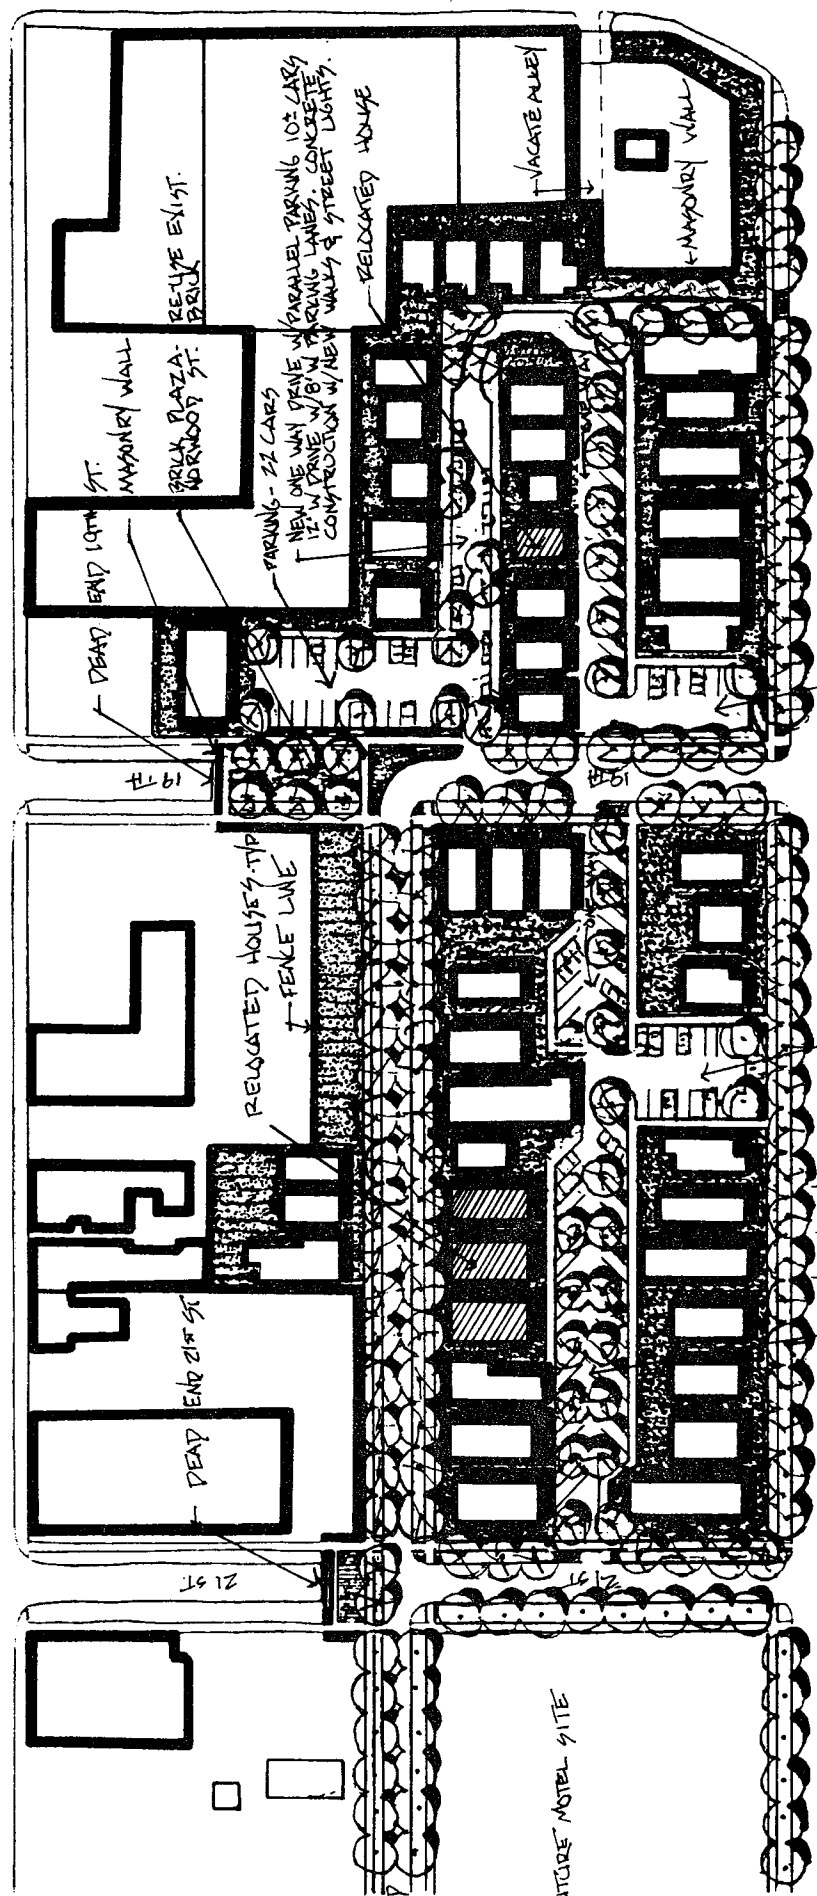 VACATE ALLEY
MASONRY WALL
RELOCATED HOUSE
NEW ONE WAY DRIVE W/PARALLEL PARKING 10± CARS
12' W DRIVE W/8' W PARKING LANES. CONCRETE
CONSTRUCTION W/NEW WALKS & STREET LIGHTS.
PARKING - 22 CARS
RE-USE EXIST.
BRICK
BRICK PLAZA-
NORWOOD ST.
MASONRY WALL
DEAD END 19TH ST.
ONE WAY
19TH
19TH
RELOCATED HOUSES-TYP
FENCE LINE
DEAD END 21ST ST
21 ST.
21 ST.
MOTEL SITE